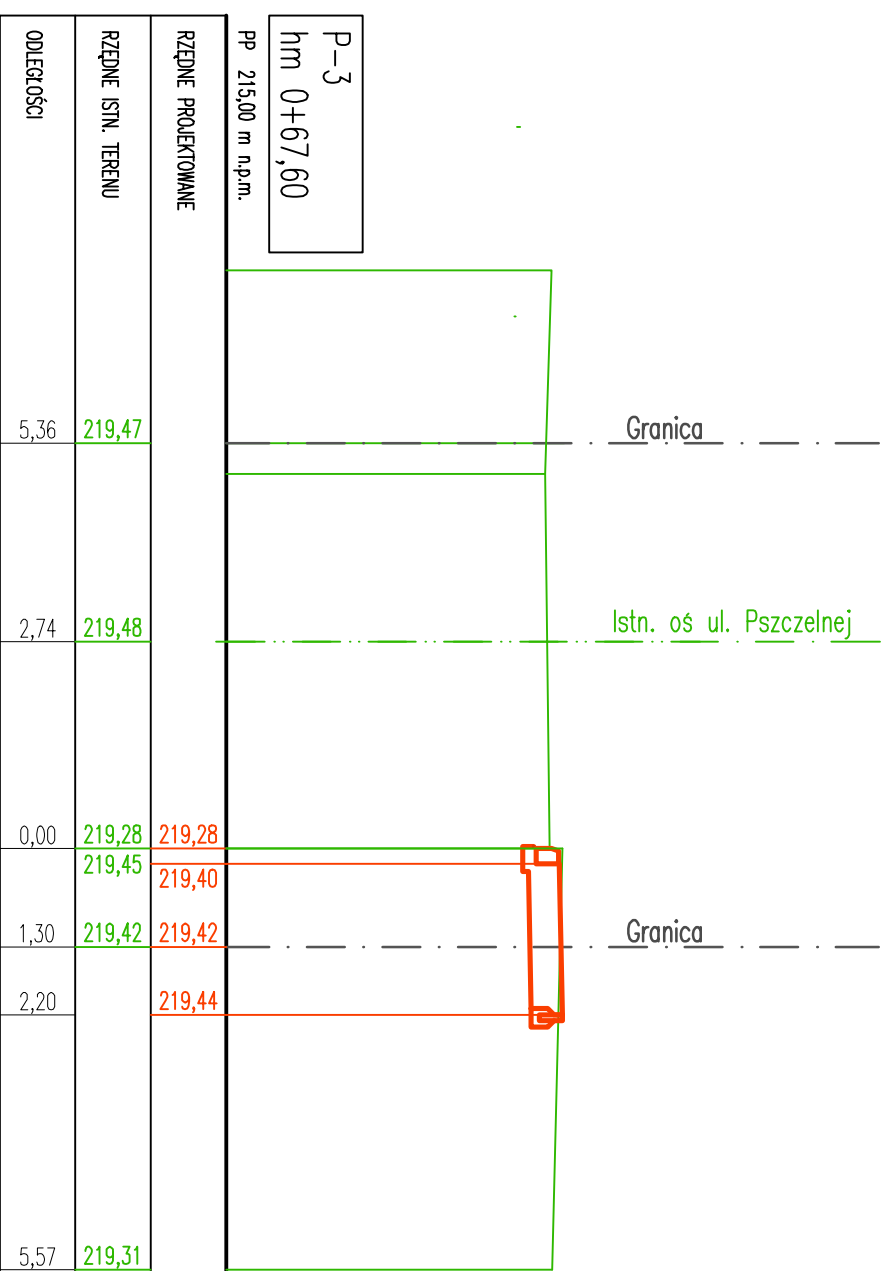 P-3
hm 0+67,60
PP 215,00 m n.p.m.
RZĘDNE PROJEKTOWANE
RZĘDNE ISTN. TERENU
ODLEGŁOŚCI
Granica
5,36 219,47
Istn. oś ul. Pszczelnej
2,74 219,48
0,00 219,28 219,28
219,45 219,40
Granica
1,30 219,42 219,42
2,20 219,44
5,57 219,31